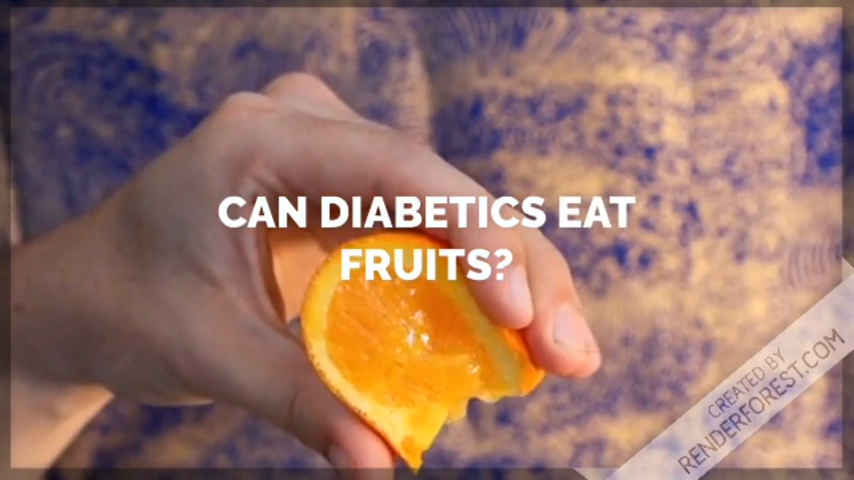 CAN DIABETICS EAT
FRUITS?
CREATED BY
RENDERFOREST.COM